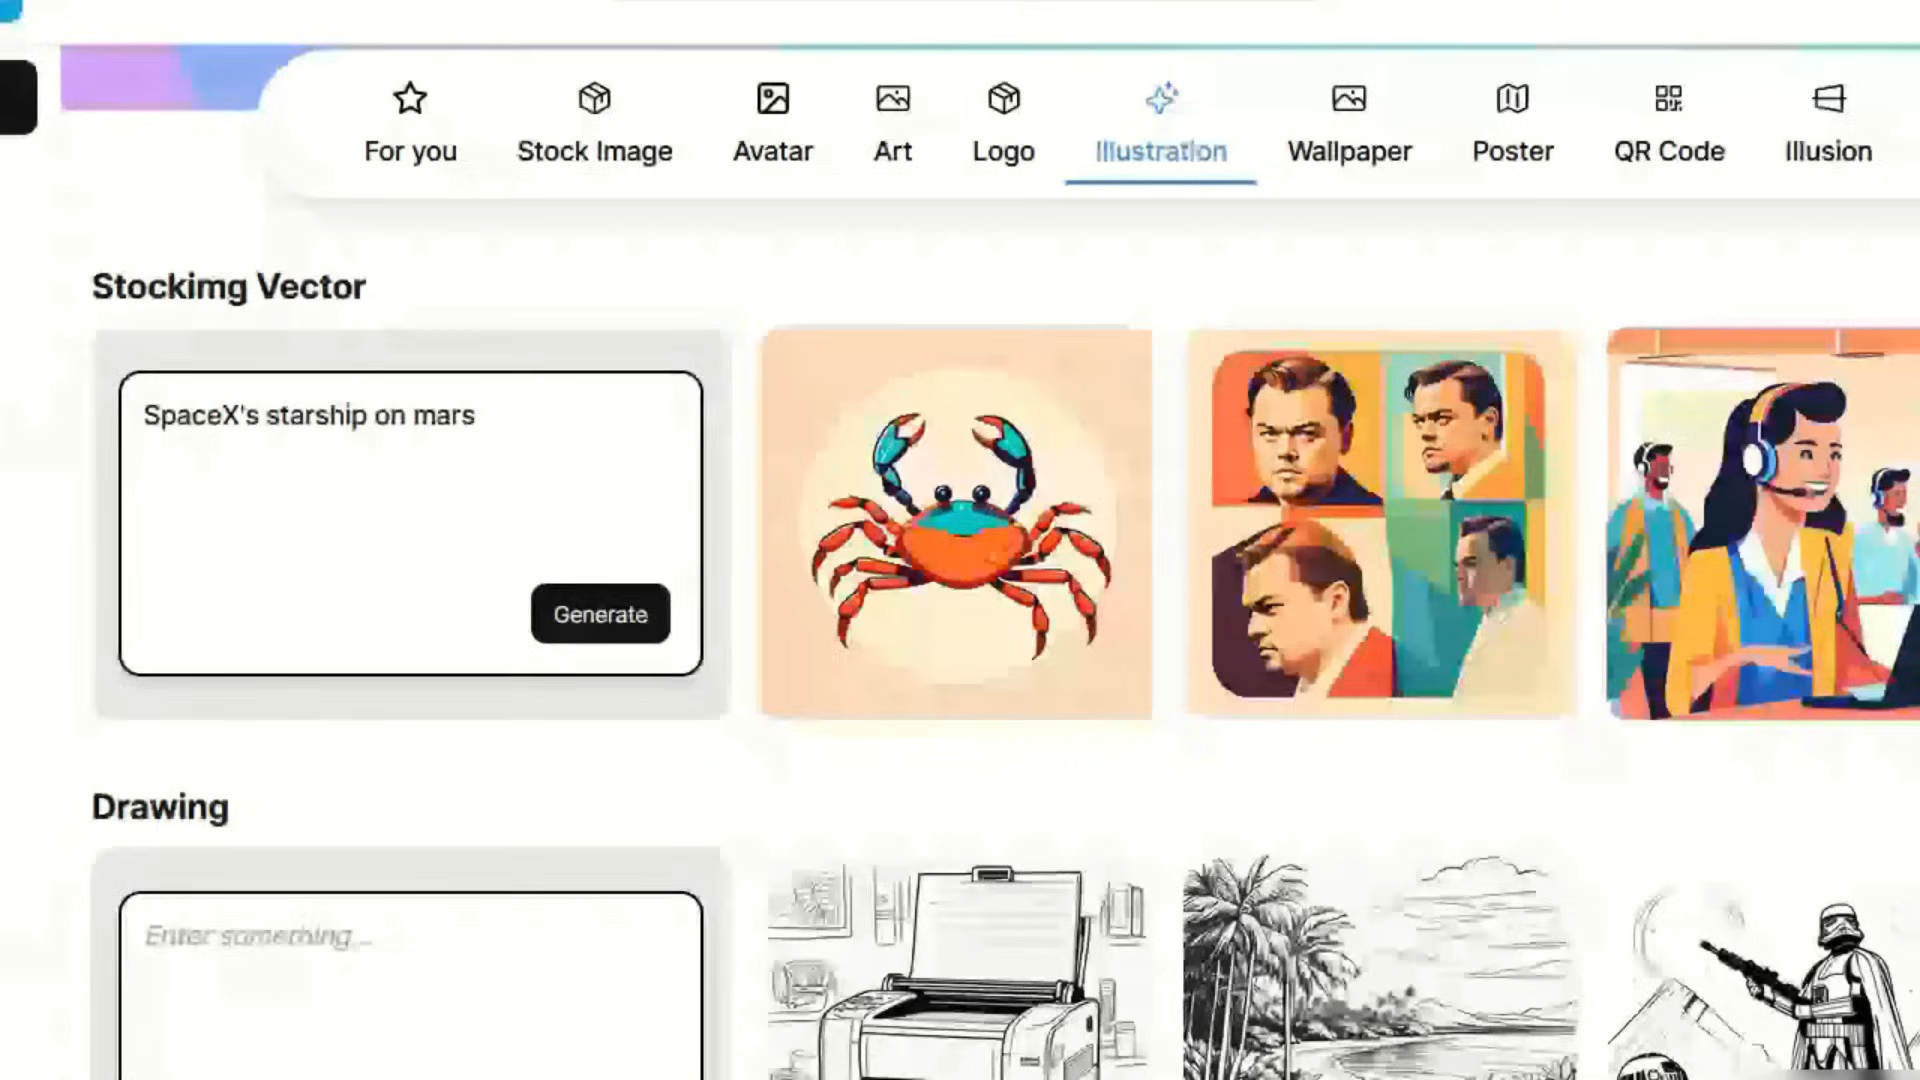 For you
Stock Image
Avatar
Art
Logo
Illustration
Wallpaper
Poster
QR Code
Illusion
Stockimg Vector
SpaceX's starship on mars
Generate
Drawing
Enter something...